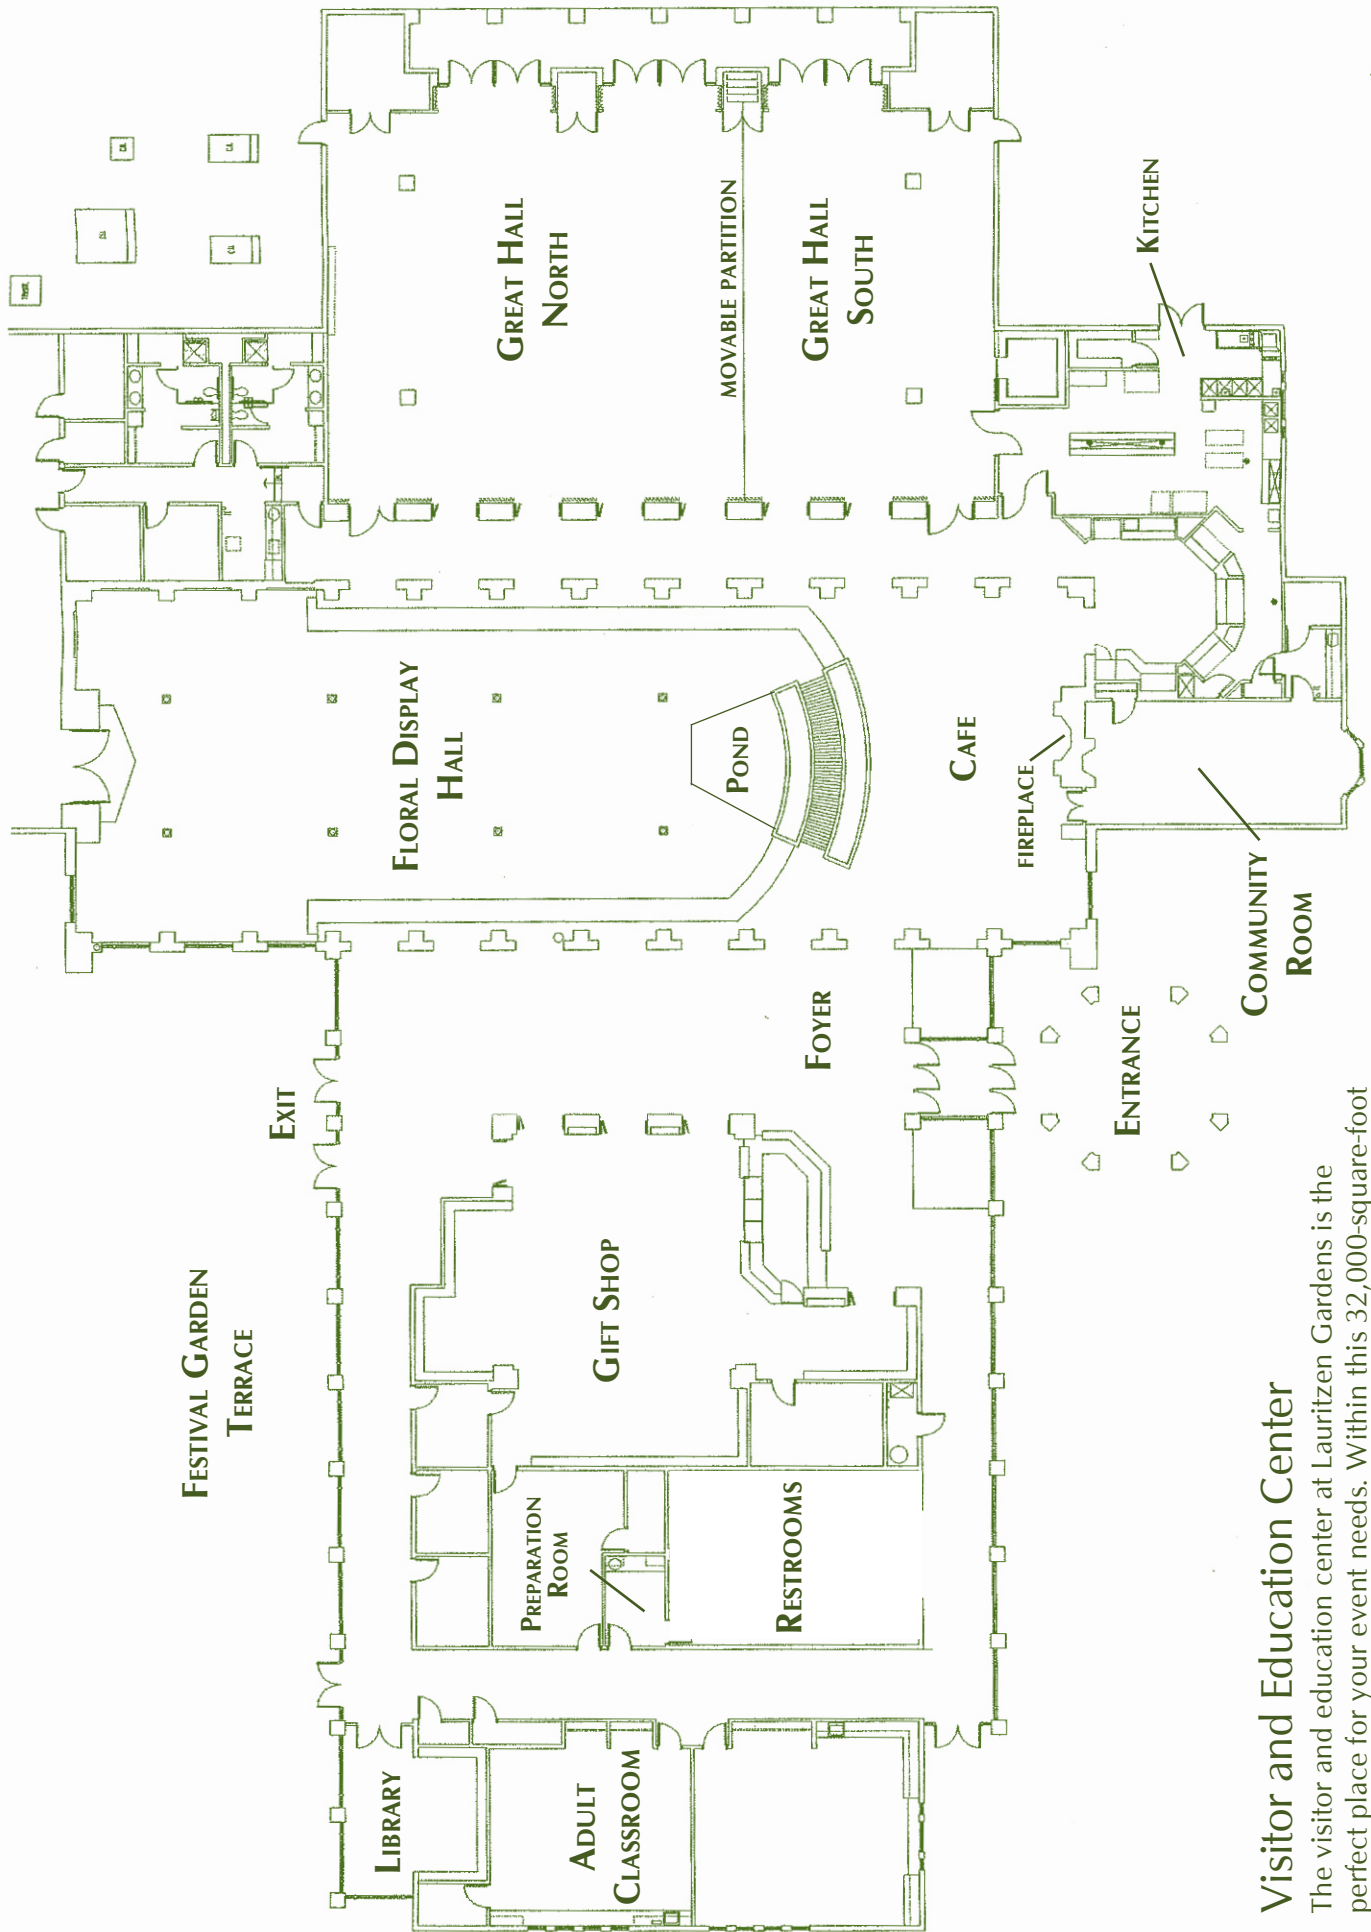 FESTIVAL GARDEN
TERRACE
EXIT
LIBRARY
ADULT
CLASSROOM
PREPARATION
ROOM
RESTROOMS
GIFT SHOP
FOYER
ENTRANCE
FLORAL DISPLAY
HALL
POND
CAFE
FIREPLACE
COMMUNITY
ROOM
GREAT HALL
NORTH
MOVABLE PARTITION
GREAT HALL
SOUTH
KITCHEN
Visitor and Education Center
The visitor and education center at Lauritzen Gardens is the
perfect place for your event needs. Within this 32,000-square-foot